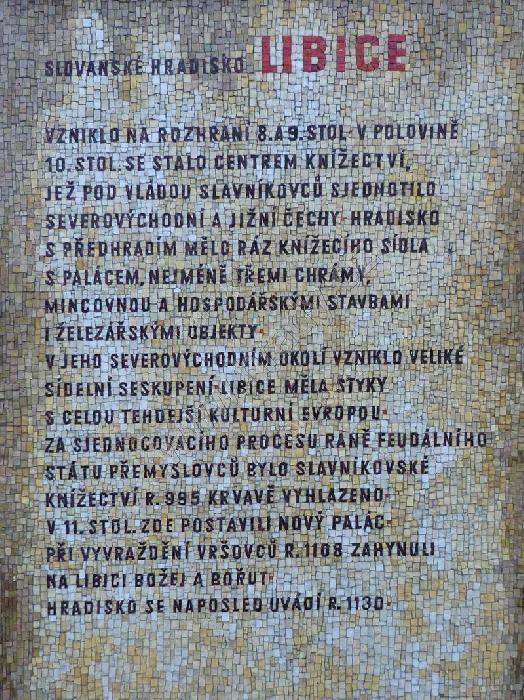 SLOVANSKÉ HRADISKO LIBICE
VZNIKLO NA ROZHRANÍ 8. A 9. STOL. V POLOVINĚ
10. STOL. SE STALO CENTREM KNÍŽECTVÍ,
JEŽ POD VLÁDOU SLAVNÍKOVCŮ SJEDNOTILO
SEVEROVÝCHODNÍ A JIŽNÍ ČECHY. HRADISKO
S PŘEDHRADÍM MĚLO RÁZ KNÍŽECÍHO SÍDLA
S PALÁCEM, NEJMÉNĚ TŘEMI CHRÁMY,
MINCOVNOU A HOSPODÁŘSKÝMI STAVBAMI
I ŽELEZÁŘSKÝMI OBJEKTY.
V JEHO SEVEROVÝCHODNÍM OKOLÍ VZNIKLO VELIKÉ
SÍDELNÍ SESKUPENÍ. LIBICE MĚLA STYKY
S CELOU TEHDEJŠÍ KULTURNÍ EVROPOU.
ZA SJEDNOCOVACÍHO PROCESU RANĚ FEUDÁLNÍHO
STÁTU PŘEMYSLOVCŮ BYLO SLAVNÍKOVSKÉ
KNÍŽECTVÍ R. 995 KRVAVĚ VYHLAZENO.
V 11. STOL. ZDE POSTAVILI NOVÝ PALÁC.
PŘI VYVRAŽDĚNÍ VRŠOVCŮ R. 1108 ZAHYNULI
NA LIBICI BOŽEJ A BOŘUT.
HRADISKO SE NAPOSLED UVÁDÍ R. 1130.